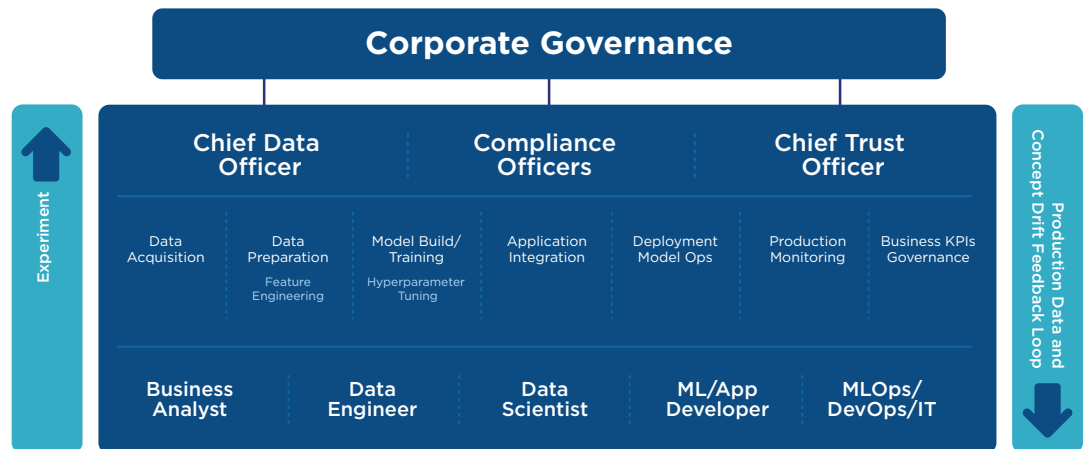 Corporate Governance
Experiment
Chief Data
Officer
Compliance
Officers
Chief Trust
Officer
Data
Acquisition
Data
Preparation
Feature
Engineering
Model Build/
Training
Hyperparameter
Tuning
Application
Integration
Deployment
Model Ops
Production
Monitoring
Business KPIs
Governance
Business
Analyst
Data
Engineer
Data
Scientist
ML/App
Developer
MLOps/
DevOps/IT
Production Data and
Concept Drift Feedback Loop